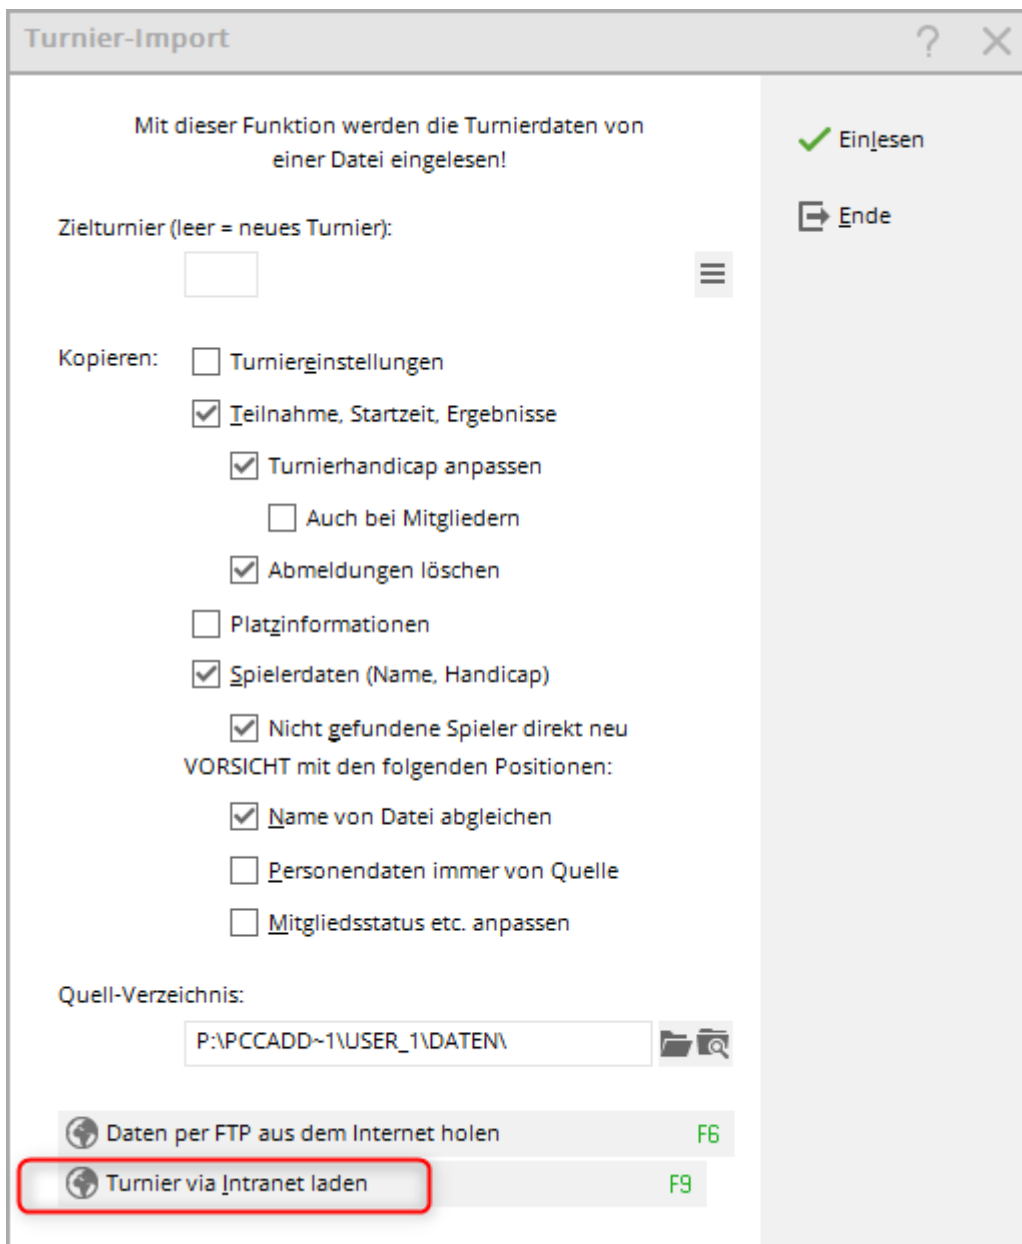 Turnier-Import
Mit dieser Funktion werden die Turnierdaten von
einer Datei eingelesen!
Einlesen
Ende
Zielturnier (leer = neues Turnier):
Kopieren:
Turniereinstellungen
Teilnahme, Startzeit, Ergebnisse
Turnierhandicap anpassen
Auch bei Mitgliedern
Abmeldungen löschen
Platzinformationen
Spielerdaten (Name, Handicap)
Nicht gefundene Spieler direkt neu
VORSICHT mit den folgenden Positionen:
Name von Datei abgleichen
Personendaten immer von Quelle
Mitgliedsstatus etc. anpassen
Quell-Verzeichnis:
P:\PCCADD~1\USER_1\DATEN\
Daten per FTP aus dem Internet holen F6
Turnier via Intranet laden F9